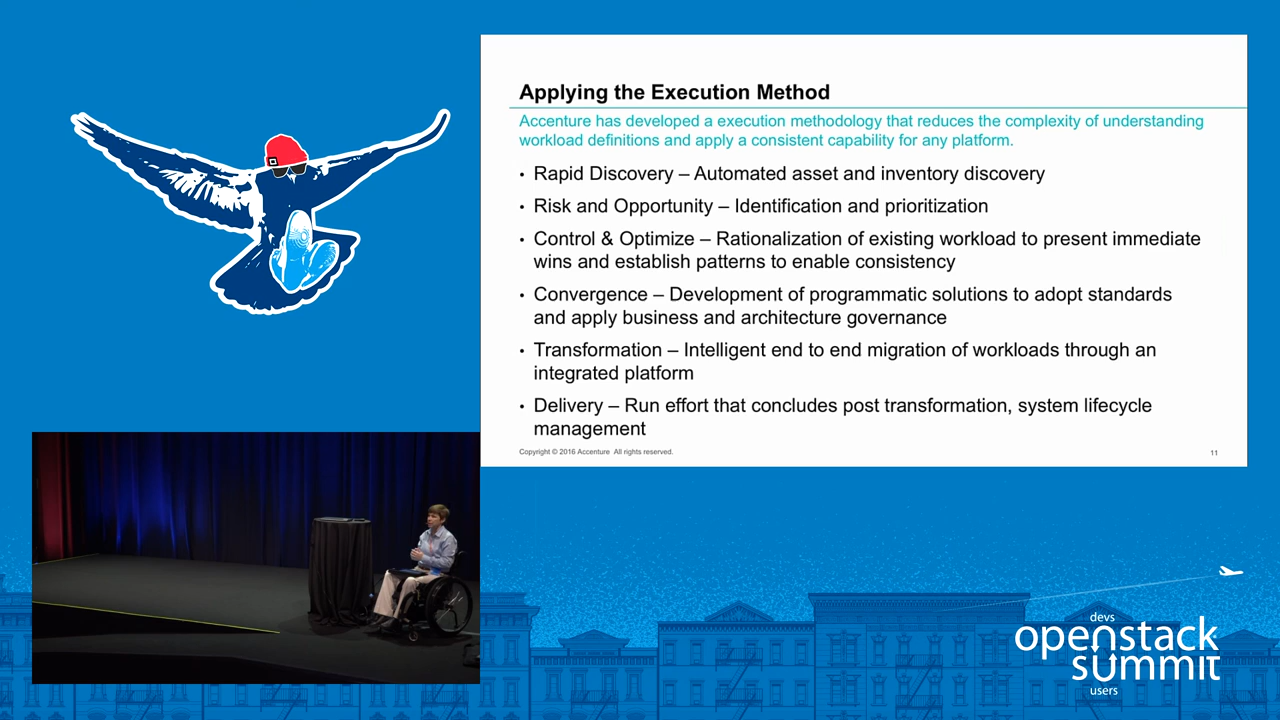 Applying the Execution Method
Accenture has developed a execution methodology that reduces the complexity of understanding
workload definitions and apply a consistent capability for any platform.
• Rapid Discovery – Automated asset and inventory discovery
• Risk and Opportunity – Identification and prioritization
• Control & Optimize – Rationalization of existing workload to present immediate
wins and establish patterns to enable consistency
• Convergence – Development of programmatic solutions to adopt standards
and apply business and architecture governance
• Transformation – Intelligent end to end migration of workloads through an
integrated platform
• Delivery – Run effort that concludes post transformation, system lifecycle
management
Copyright © 2016 Accenture All rights reserved.
11
devs
openstack
summit
users